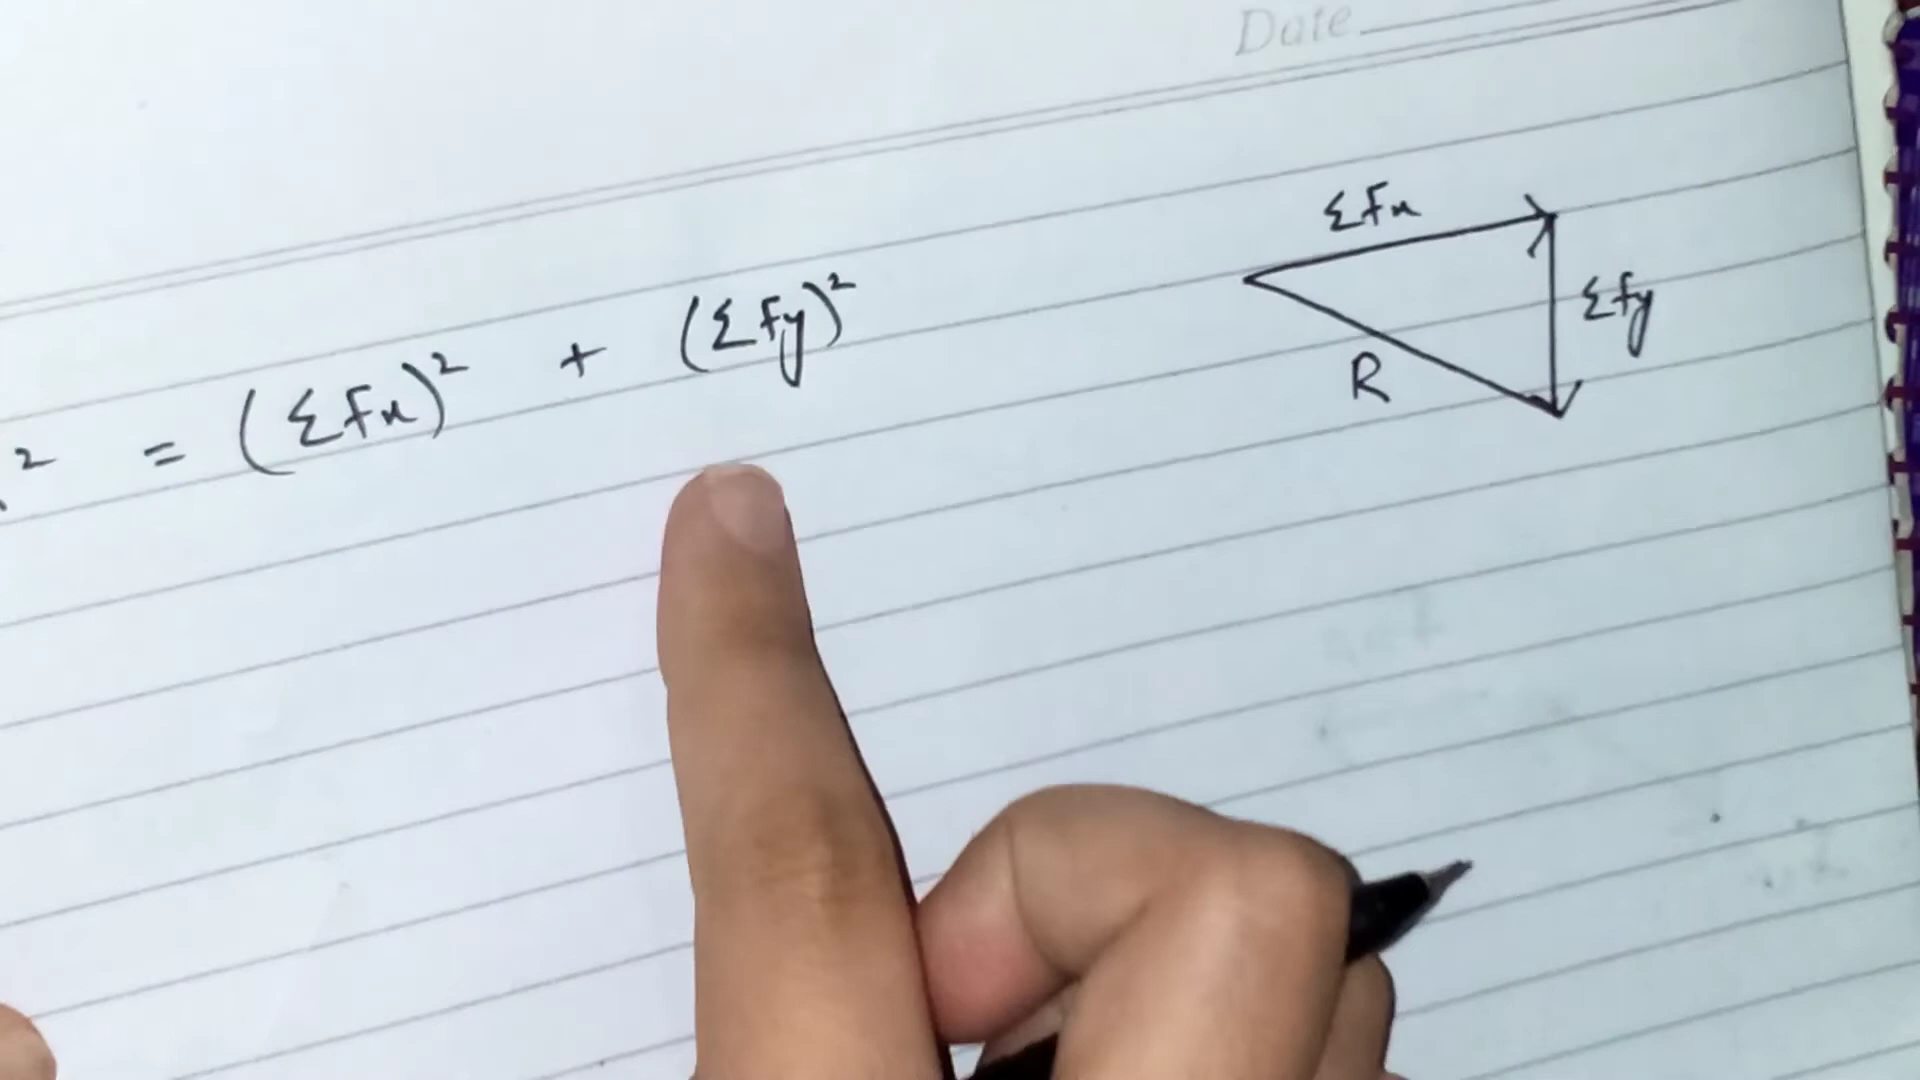 Date
² = (Σfx)² + (Σfy)²
Σfx
Σfy
R